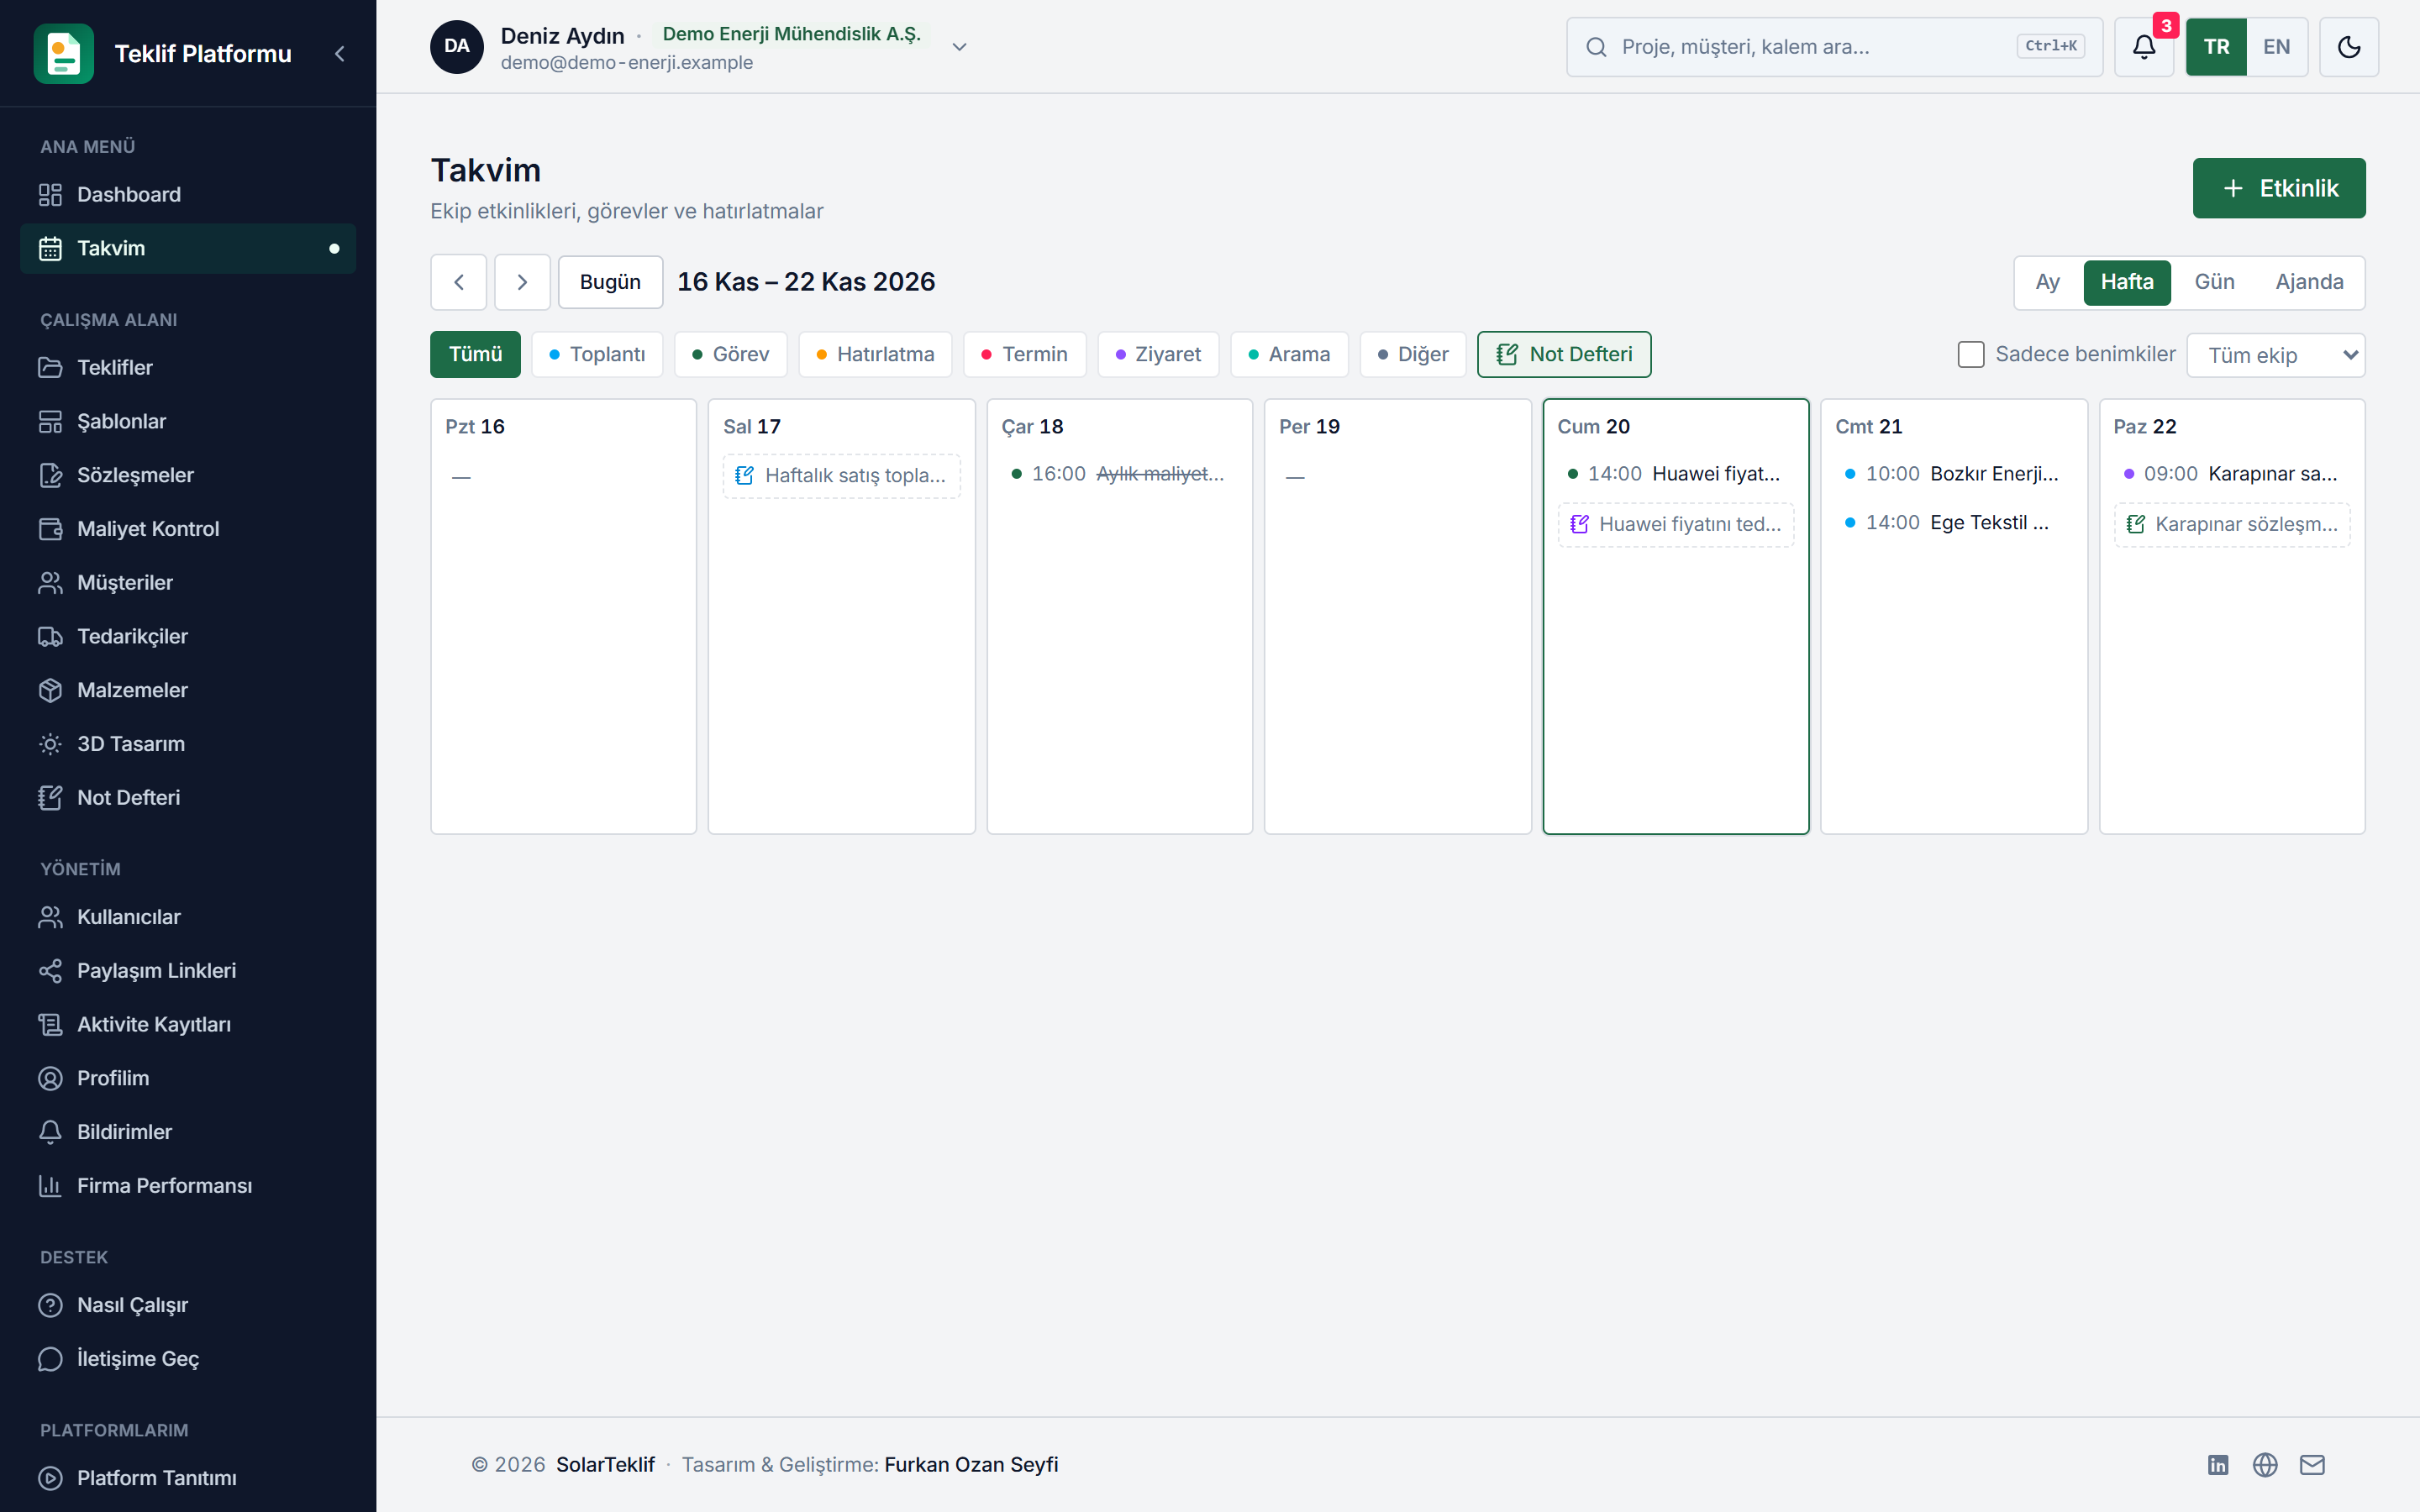 Teklif Platformu
ANA MENÜ
Dashboard
Takvim
ÇALIŞMA ALANI
Teklifler
Şablonlar
Sözleşmeler
Maliyet Kontrol
Müşteriler
Tedarikçiler
Malzemeler
3D Tasarım
Not Defteri
YÖNETİM
Kullanıcılar
Paylaşım Linkleri
Aktivite Kayıtları
Profilim
Bildirimler
Firma Performansı
DESTEK
Nasıl Çalışır
İletişime Geç
PLATFORMLARIM
Platform Tanıtımı
DA
Deniz Aydın · Demo Enerji Mühendislik A.Ş.
demo@demo-enerji.example
Proje, müşteri, kalem ara... Ctrl+K
3
TR EN
Takvim
Ekip etkinlikleri, görevler ve hatırlatmalar
+ Etkinlik
Bugün 16 Kas – 22 Kas 2026
Ay Hafta Gün Ajanda
Tümü Toplantı Görev Hatırlatma Termin Ziyaret Arama Diğer Not Defteri
Sadece benimkiler Tüm ekip
Pzt 16
—
Sal 17
Haftalık satış topla...
Çar 18
16:00 Aylık maliyet...
Per 19
—
Cum 20
14:00 Huawei fiyat...
Huawei fiyatını ted...
Cmt 21
10:00 Bozkır Enerji...
14:00 Ege Tekstil ...
Paz 22
09:00 Karapınar sa...
Karapınar sözleşm...
© 2026 SolarTeklif · Tasarım & Geliştirme: Furkan Ozan Seyfi
in